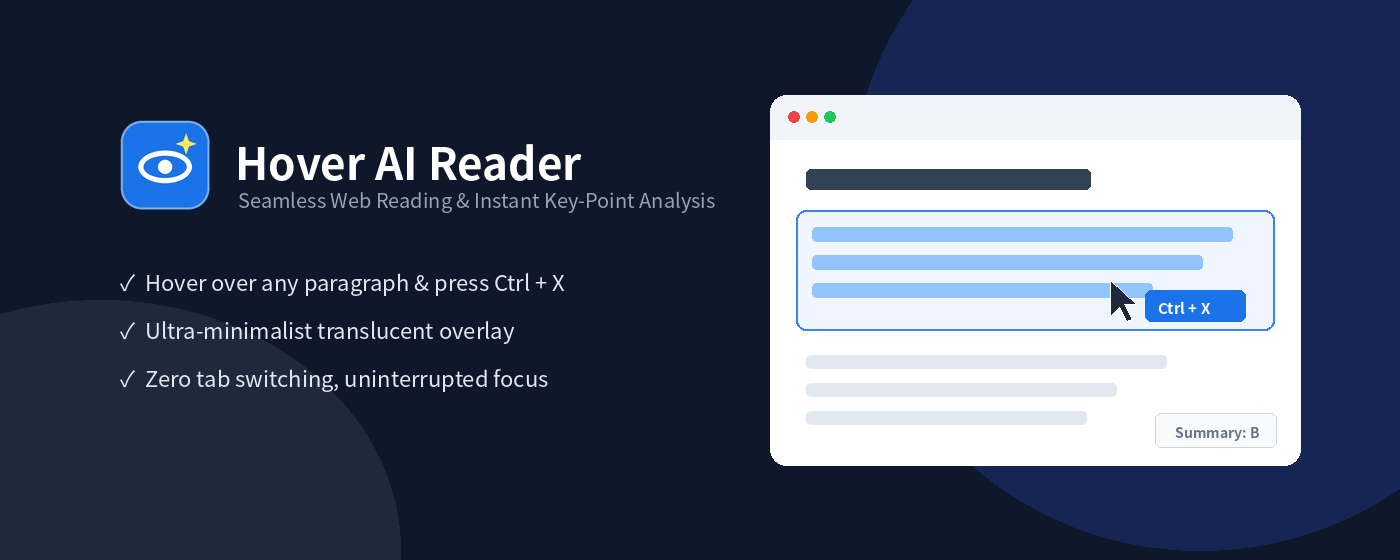 Hover AI Reader
Seamless Web Reading & Instant Key-Point Analysis
✓ Hover over any paragraph & press Ctrl + X
✓ Ultra-minimalist translucent overlay
✓ Zero tab switching, uninterrupted focus
Ctrl + X
Summary: B